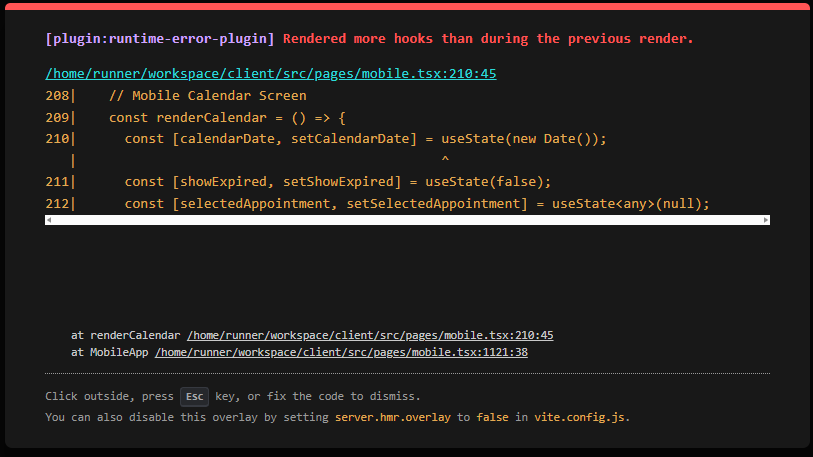 [plugin:runtime-error-plugin] Rendered more hooks than during the previous render.
/home/runner/workspace/client/src/pages/mobile.tsx:210:45
208|    // Mobile Calendar Screen
209|    const renderCalendar = () => {
210|      const [calendarDate, setCalendarDate] = useState(new Date());
   |                                              ^
211|      const [showExpired, setShowExpired] = useState(false);
212|      const [selectedAppointment, setSelectedAppointment] = useState<any>(null);
at renderCalendar /home/runner/workspace/client/src/pages/mobile.tsx:210:45
at MobileApp /home/runner/workspace/client/src/pages/mobile.tsx:1121:38
Click outside, press Esc key, or fix the code to dismiss.
You can also disable this overlay by setting server.hmr.overlay to false in vite.config.js.